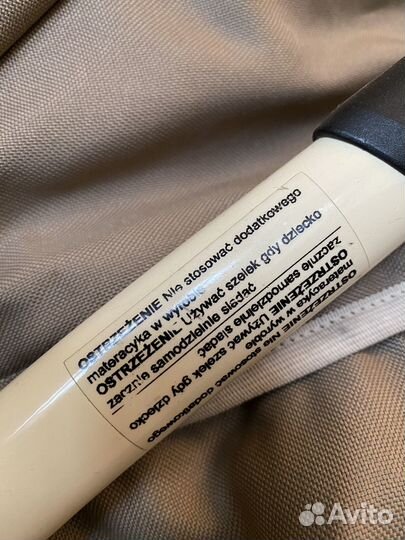 OSTRZEŻENIE Nie stosować dodatkowego
materacyka w wyrobie
OSTRZEŻENIE Używać szelek gdy dziecko
zacznie samodzielnie siadać
OSTRZEŻENIE Nie stosować dodatkowego
materacyka w wyrobie
OSTRZEŻENIE Używać szelek gdy dziecko
zacznie samodzielnie siadać
Avito